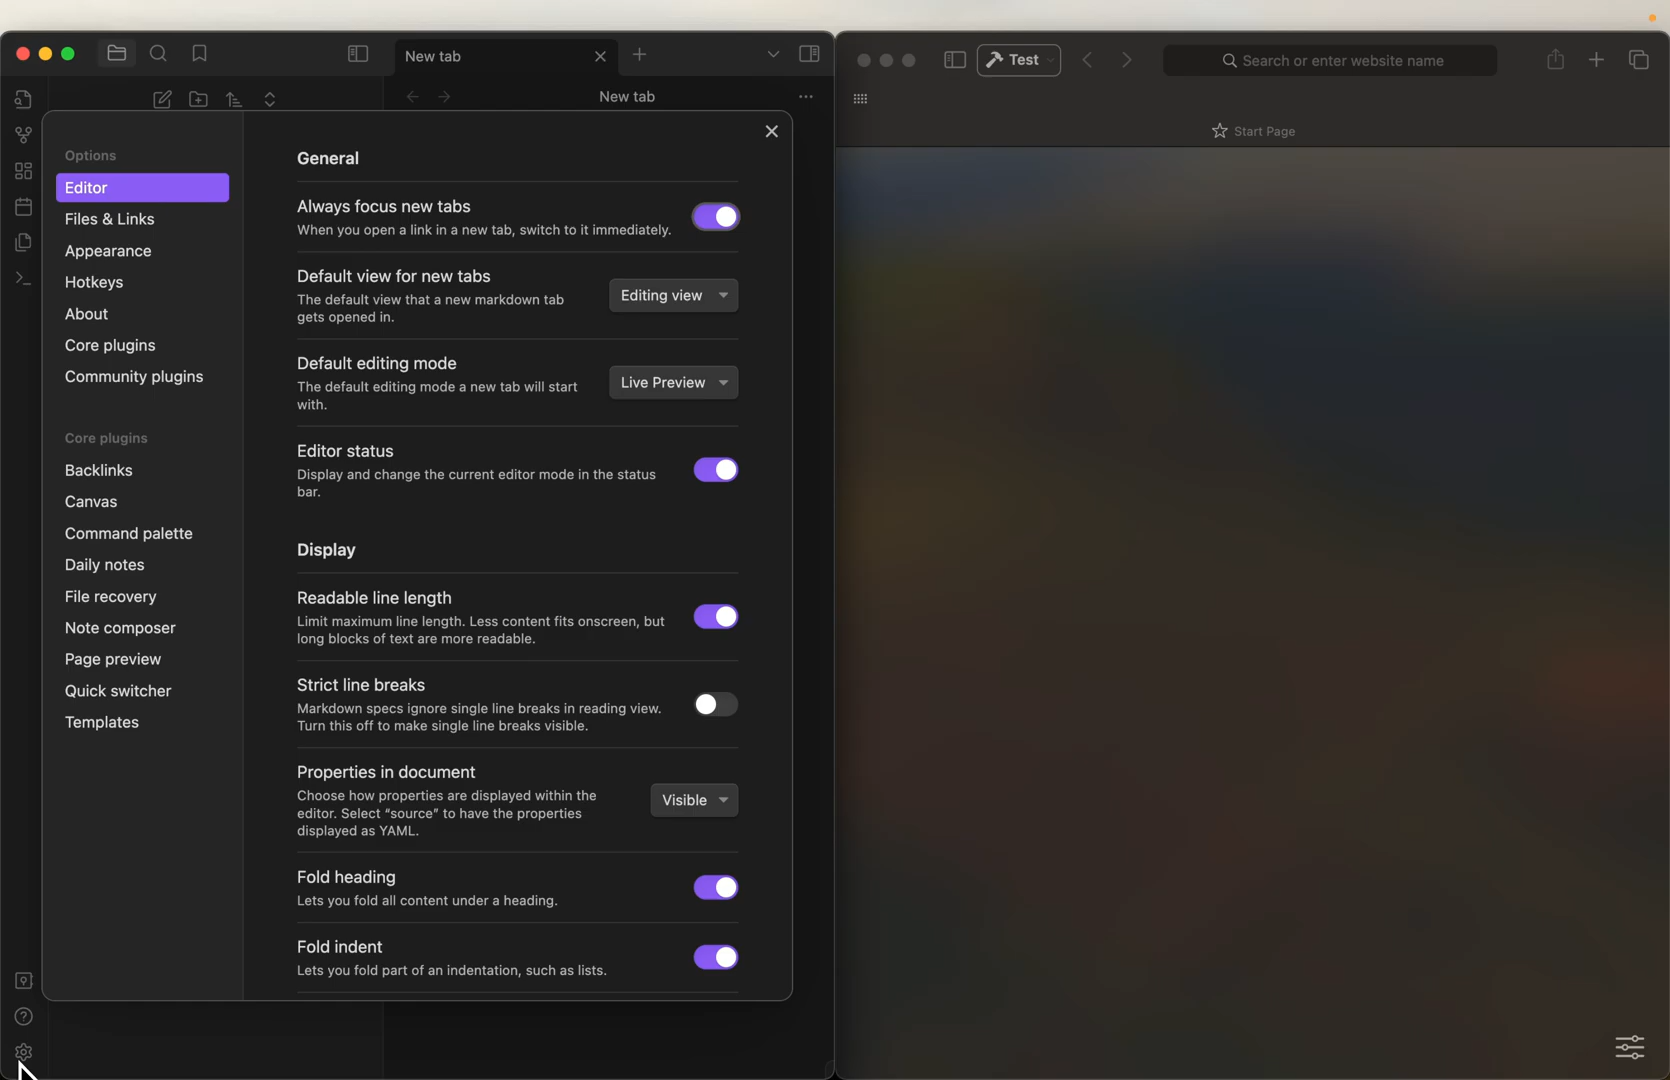 New tab
New tab
Test
Search or enter website name
Start Page
Options
Editor
Files & Links
Appearance
Hotkeys
About
Core plugins
Community plugins
Core plugins
Backlinks
Canvas
Command palette
Daily notes
File recovery
Note composer
Page preview
Quick switcher
Templates
General
Always focus new tabs
When you open a link in a new tab, switch to it immediately.
Default view for new tabs
The default view that a new markdown tab
gets opened in.
Editing view
Default editing mode
The default editing mode a new tab will start
with.
Live Preview
Editor status
Display and change the current editor mode in the status
bar.
Display
Readable line length
Limit maximum line length. Less content fits onscreen, but
long blocks of text are more readable.
Strict line breaks
Markdown specs ignore single line breaks in reading view.
Turn this off to make single line breaks visible.
Properties in document
Choose how properties are displayed within the
editor. Select “source” to have the properties
displayed as YAML.
Visible
Fold heading
Lets you fold all content under a heading.
Fold indent
Lets you fold part of an indentation, such as lists.